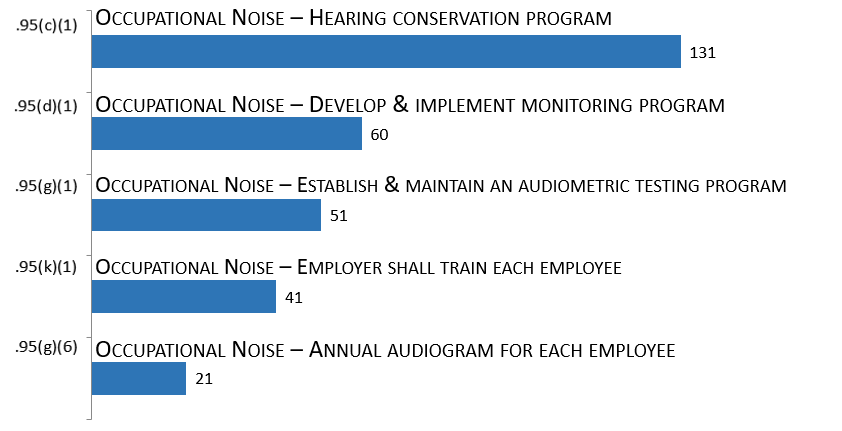 .95(c)(1) Occupational Noise – Hearing conservation program
131
.95(d)(1) Occupational Noise – Develop & implement monitoring program
60
.95(g)(1) Occupational Noise – Establish & maintain an audiometric testing program
51
.95(k)(1) Occupational Noise – Employer shall train each employee
41
.95(g)(6) Occupational Noise – Annual audiogram for each employee
21